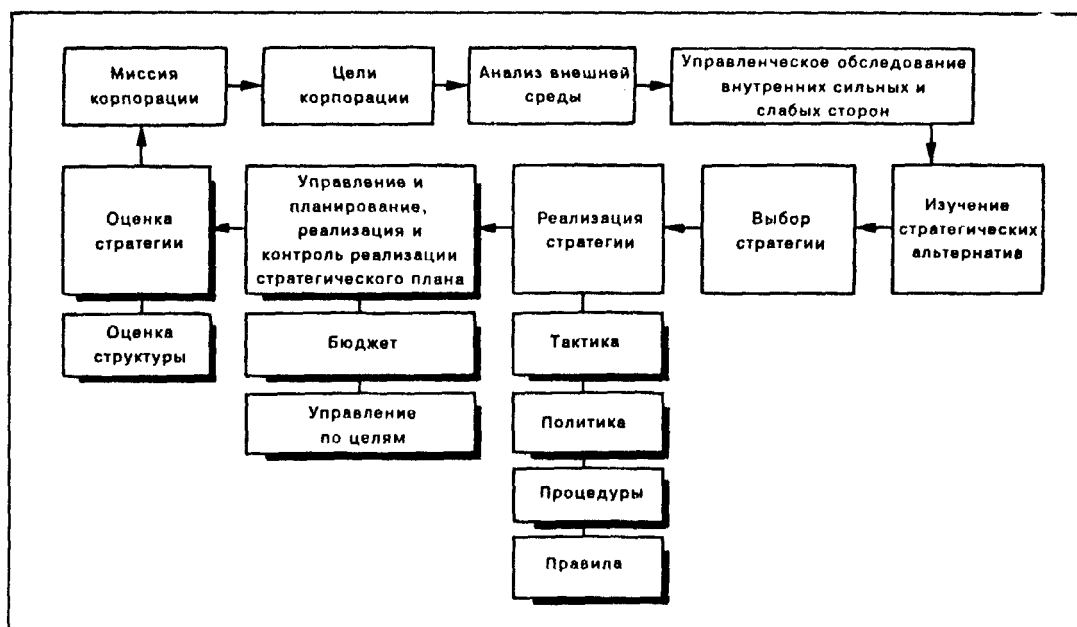 Миссия
корпорации
Цели
корпорации
Анализ внешней
среды
Управленческое обследование
внутренних сильных и
слабых сторон
Оценка
стратегии
Управление и
планирование,
реализация и
контроль реализации
стратегического плана
Реализация
стратегии
Выбор
стратегии
Изучение
стратегических
альтернатив
Оценка
структуры
Бюджет
Управление
по целям
Тактика
Политика
Процедуры
Правила